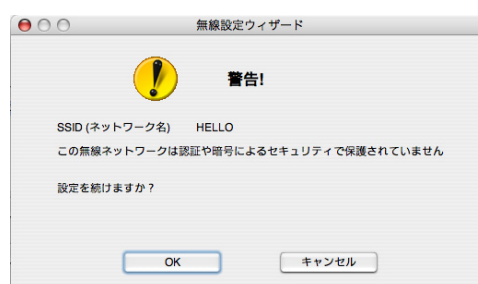 無線設定ウィザード
警告!
SSID (ネットワーク名) HELLO
この無線ネットワークは認証や暗号によるセキュリティで保護されていません
設定を続けますか？
OK キャンセル